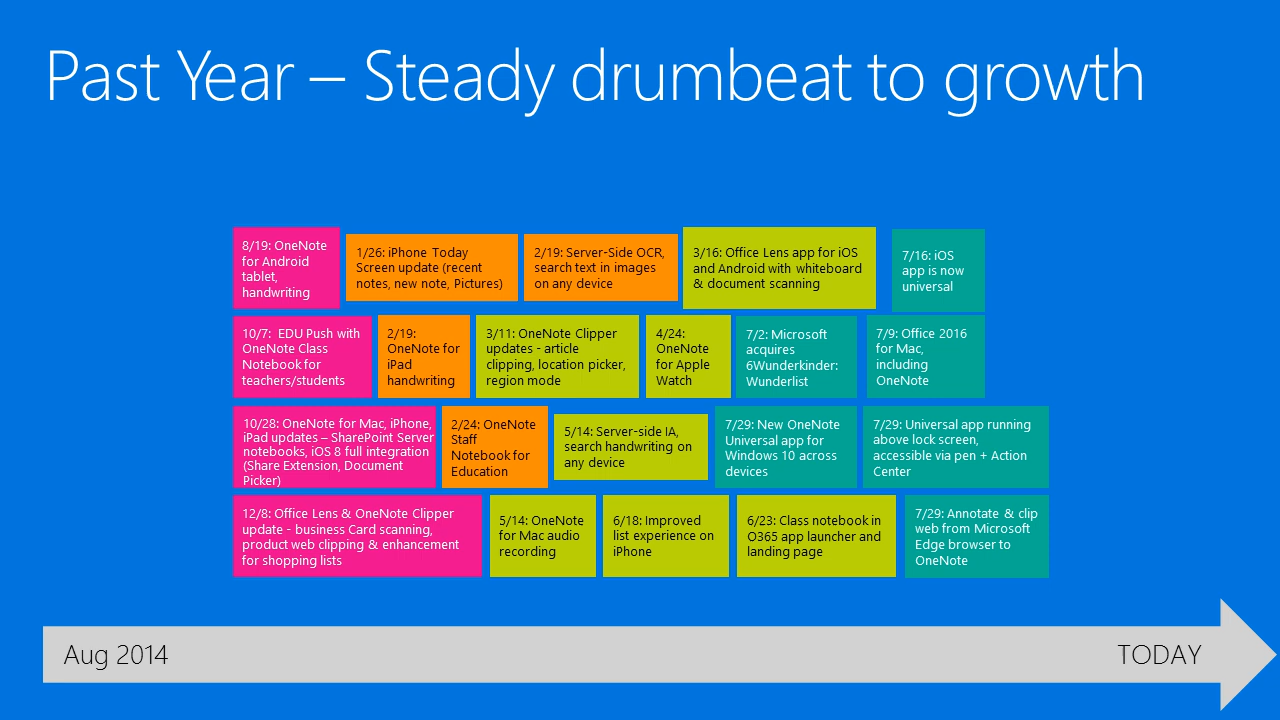 Past Year – Steady drumbeat to growth
8/19: OneNote
for Android
tablet,
handwriting
1/26: iPhone Today
Screen update (recent
notes, new note, Pictures)
2/19: Server-Side OCR,
search text in images
on any device
3/16: Office Lens app for iOS
and Android with whiteboard
& document scanning
7/16: iOS
app is now
universal
10/7: EDU Push with
OneNote Class
Notebook for
teachers/students
2/19:
OneNote for
iPad
handwriting
3/11: OneNote Clipper
updates - article
clipping, location picker,
region mode
4/24:
OneNote
for Apple
Watch
7/2: Microsoft
acquires
6Wunderkinder:
Wunderlist
7/9: Office 2016
for Mac,
including
OneNote
10/28: OneNote for Mac, iPhone,
iPad updates – SharePoint Server
notebooks, iOS 8 full integration
(Share Extension, Document
Picker)
2/24: OneNote
Staff
Notebook for
Education
5/14: Server-side IA,
search handwriting on
any device
7/29: New OneNote
Universal app for
Windows 10 across
devices
7/29: Universal app running
above lock screen,
accessible via pen + Action
Center
12/8: Office Lens & OneNote Clipper
update - business Card scanning,
product web clipping & enhancement
for shopping lists
5/14: OneNote
for Mac audio
recording
6/18: Improved
list experience on
iPhone
6/23: Class notebook in
O365 app launcher and
landing page
7/29: Annotate & clip
web from Microsoft
Edge browser to
OneNote
Aug 2014
TODAY